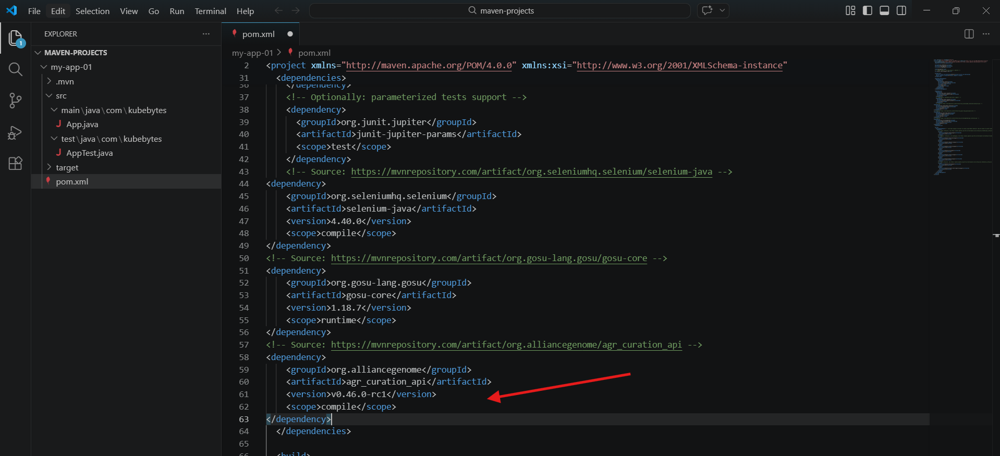 File Edit Selection View Go Run Terminal Help
maven-projects
EXPLORER
1
MAVEN-PROJECTS
my-app-01
.mvn
src
main\java\com\kubebytes
App.java
test\java\com\kubebytes
AppTest.java
target
pom.xml
pom.xml
my-app-01 > pom.xml
2 <project xmlns="http://maven.apache.org/POM/4.0.0" xmlns:xsi="http://www.w3.org/2001/XMLSchema-instance"
31 <dependencies>
36 </dependency>
37 <!-- Optionally: parameterized tests support -->
38 <dependency>
39 <groupId>org.junit.jupiter</groupId>
40 <artifactId>junit-jupiter-params</artifactId>
41 <scope>test</scope>
42 </dependency>
43 <!-- Source: https://mvnrepository.com/artifact/org.seleniumhq.selenium/selenium-java -->
44 <dependency>
45 <groupId>org.seleniumhq.selenium</groupId>
46 <artifactId>selenium-java</artifactId>
47 <version>4.40.0</version>
48 <scope>compile</scope>
49 </dependency>
50 <!-- Source: https://mvnrepository.com/artifact/org.gosu-lang.gosu/gosu-core -->
51 <dependency>
52 <groupId>org.gosu-lang.gosu</groupId>
53 <artifactId>gosu-core</artifactId>
54 <version>1.18.7</version>
55 <scope>runtime</scope>
56 </dependency>
57 <!-- Source: https://mvnrepository.com/artifact/org.alliancegenome/agr_curation_api -->
58 <dependency>
59 <groupId>org.alliancegenome</groupId>
60 <artifactId>agr_curation_api</artifactId>
61 <version>v0.46.0-rc1</version>
62 <scope>compile</scope>
63 </dependency>
64 </dependencies>
65
66 <build>